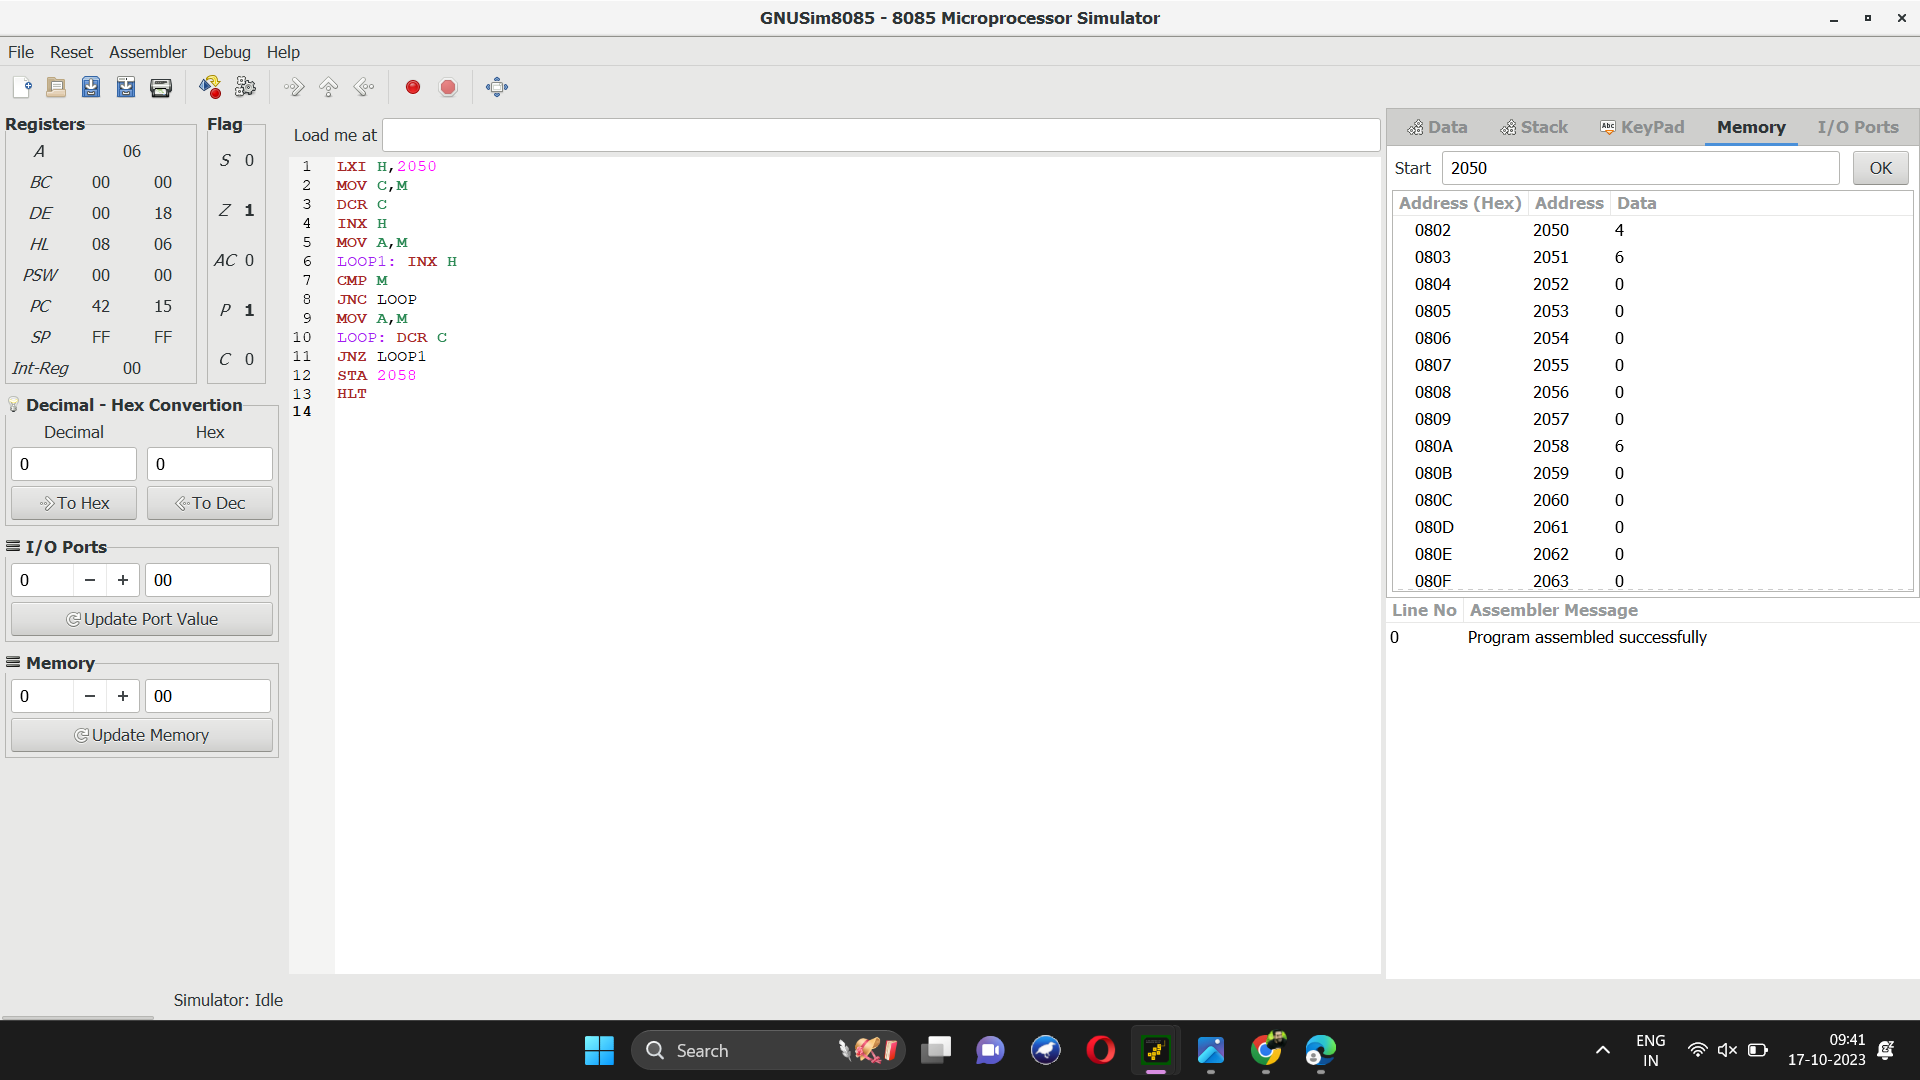 GNUSim8085 - 8085 Microprocessor Simulator
File Reset Assembler Debug Help
Registers
A 06
BC 00 00
DE 00 18
HL 08 06
PSW 00 00
PC 42 15
SP FF FF
Int-Reg 00
Flag
S 0
Z 1
AC 0
P 1
C 0
Decimal - Hex Convertion
Decimal Hex
0 0
To Hex To Dec
I/O Ports
0 − + 00
Update Port Value
Memory
0 − + 00
Update Memory
Load me at
1 LXI H,2050
2 MOV C,M
3 DCR C
4 INX H
5 MOV A,M
6 LOOP1: INX H
7 CMP M
8 JNC LOOP
9 MOV A,M
10 LOOP: DCR C
11 JNZ LOOP1
12 STA 2058
13 HLT
14
Data Stack Abc KeyPad Memory I/O Ports
Start 2050 OK
Address (Hex) Address Data
0802 2050 4
0803 2051 6
0804 2052 0
0805 2053 0
0806 2054 0
0807 2055 0
0808 2056 0
0809 2057 0
080A 2058 6
080B 2059 0
080C 2060 0
080D 2061 0
080E 2062 0
080F 2063 0
Line No Assembler Message
0 Program assembled successfully
Simulator: Idle
Search
ENG
IN
09:41
17-10-2023